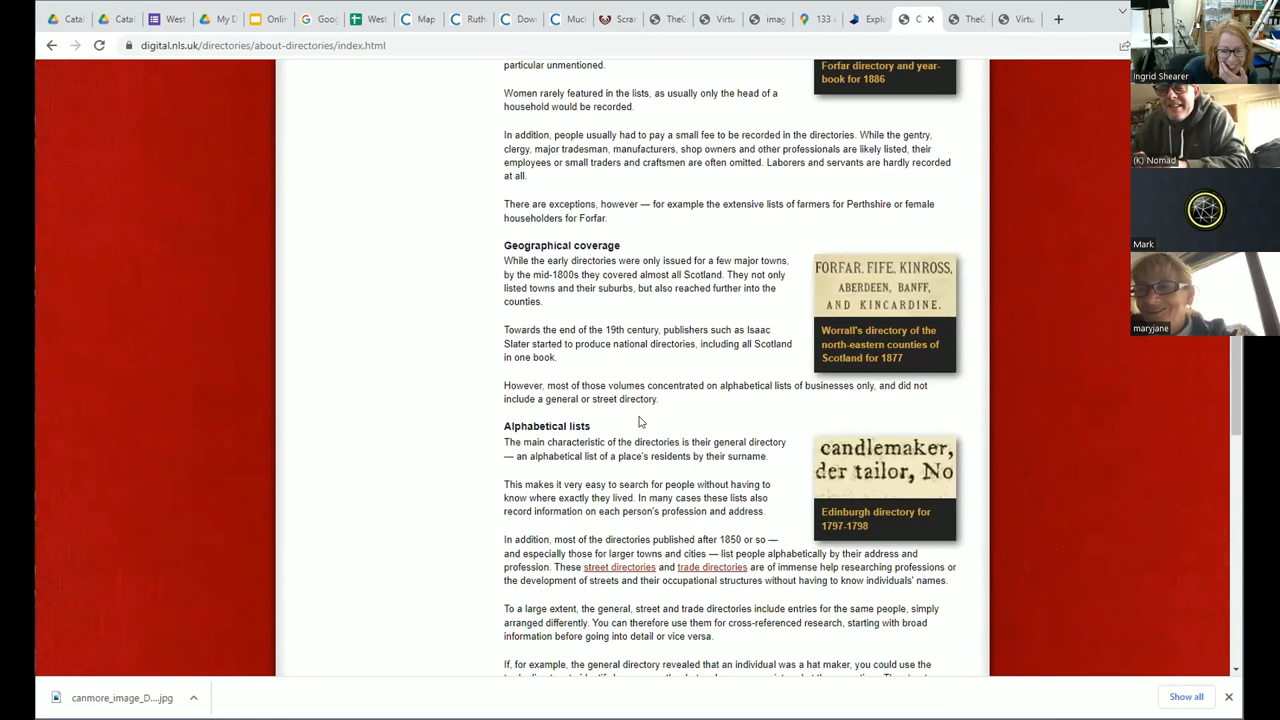 Catal
Catal
West
My D
Onlin
Goog
West
Map
Ruth
Dow
Mucl
Scran
TheG
Virtu
imag
133 A
Explo
C
TheG
Virtu
digital.nls.uk/directories/about-directories/index.html
particular unmentioned.
Forfar directory and year-
book for 1886
Women rarely featured in the lists, as usually only the head of a
household would be recorded.
In addition, people usually had to pay a small fee to be recorded in the directories. While the gentry,
clergy, major tradesman, manufacturers, shop owners and other professionals are likely listed, their
employees or small traders and craftsmen are often omitted. Laborers and servants are hardly recorded
at all.
There are exceptions, however — for example the extensive lists of farmers for Perthshire or female
householders for Forfar.
Geographical coverage
While the early directories were only issued for a few major towns,
by the mid-1800s they covered almost all Scotland. They not only
listed towns and their suburbs, but also reached further into the
counties.
Towards the end of the 19th century, publishers such as Isaac
Slater started to produce national directories, including all Scotland
in one book.
FORFAR, FIFE, KINROSS,
ABERDEEN, BANFF,
AND KINCARDINE.
Worrall's directory of the
north-eastern counties of
Scotland for 1877
However, most of those volumes concentrated on alphabetical lists of businesses only, and did not
include a general or street directory.
Alphabetical lists
The main characteristic of the directories is their general directory
— an alphabetical list of a place's residents by their surname.
This makes it very easy to search for people without having to
know where exactly they lived. In many cases these lists also
record information on each person's profession and address.
candlemaker,
der tailor, No
Edinburgh directory for
1797-1798
In addition, most of the directories published after 1850 or so —
and especially those for larger towns and cities — list people alphabetically by their address and
profession. These street directories and trade directories are of immense help researching professions or
the development of streets and their occupational structures without having to know individuals' names.
To a large extent, the general, street and trade directories include entries for the same people, simply
arranged differently. You can therefore use them for cross-referenced research, starting with broad
information before going into detail or vice versa.
If, for example, the general directory revealed that an individual was a hat maker, you could use the
Ingrid Shearer
(K) Nomad
Mark
maryjane
canmore_image_D....jpg
Show all